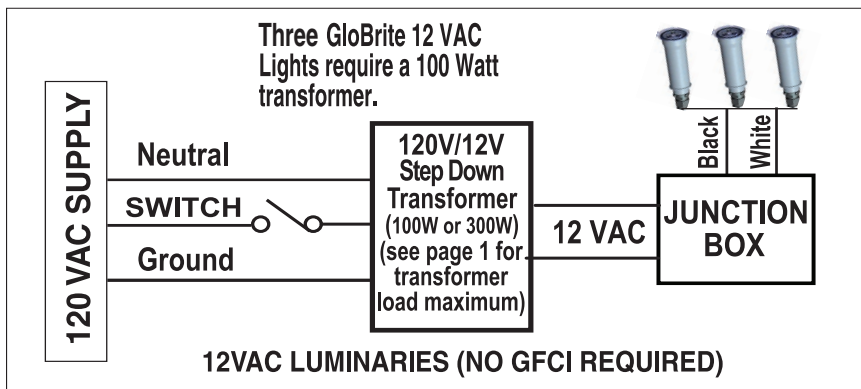 Three GloBrite 12 VAC
Lights require a 100 Watt
transformer.
120 VAC SUPPLY
Neutral
SWITCH
Ground
120V/12V
Step Down
Transformer
(100W or 300W)
(see page 1 for
transformer
load maximum)
12 VAC
Black
White
JUNCTION
BOX
12VAC LUMINARIES (NO GFCI REQUIRED)